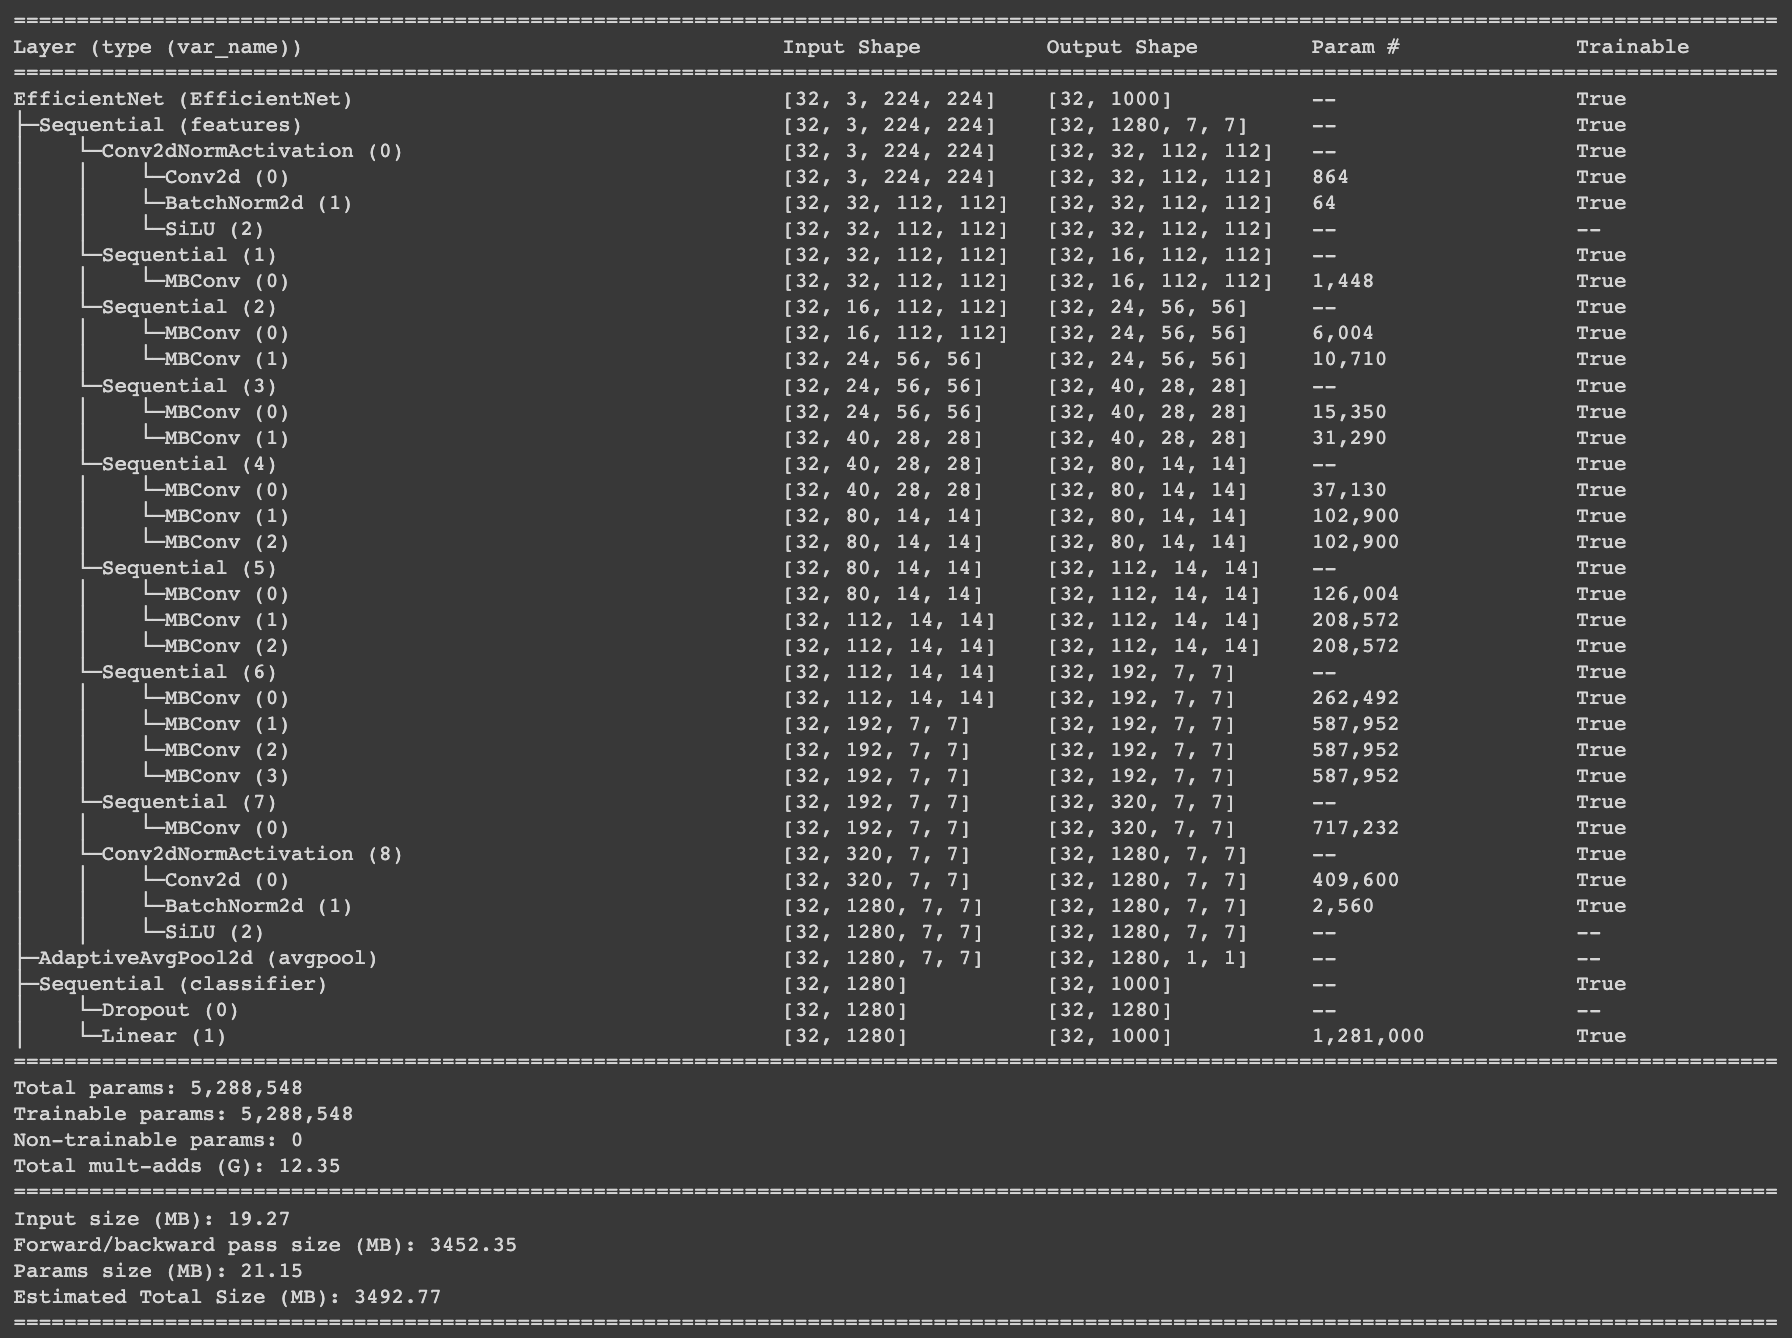 ==========================================================================================
Layer (type (var_name)) Input Shape Output Shape Param # Trainable
==========================================================================================
EfficientNet (EfficientNet) [32, 3, 224, 224] [32, 1000] -- True
├─Sequential (features) [32, 3, 224, 224] [32, 1280, 7, 7] -- True
│    └─Conv2dNormActivation (0) [32, 3, 224, 224] [32, 32, 112, 112] -- True
│    │    └─Conv2d (0) [32, 3, 224, 224] [32, 32, 112, 112] 864 True
│    │    └─BatchNorm2d (1) [32, 32, 112, 112] [32, 32, 112, 112] 64 True
│    │    └─SiLU (2) [32, 32, 112, 112] [32, 32, 112, 112] -- --
│    └─Sequential (1) [32, 32, 112, 112] [32, 16, 112, 112] -- True
│    │    └─MBConv (0) [32, 32, 112, 112] [32, 16, 112, 112] 1,448 True
│    └─Sequential (2) [32, 16, 112, 112] [32, 24, 56, 56] -- True
│    │    └─MBConv (0) [32, 16, 112, 112] [32, 24, 56, 56] 6,004 True
│    │    └─MBConv (1) [32, 24, 56, 56] [32, 24, 56, 56] 10,710 True
│    └─Sequential (3) [32, 24, 56, 56] [32, 40, 28, 28] -- True
│    │    └─MBConv (0) [32, 24, 56, 56] [32, 40, 28, 28] 15,350 True
│    │    └─MBConv (1) [32, 40, 28, 28] [32, 40, 28, 28] 31,290 True
│    └─Sequential (4) [32, 40, 28, 28] [32, 80, 14, 14] -- True
│    │    └─MBConv (0) [32, 40, 28, 28] [32, 80, 14, 14] 37,130 True
│    │    └─MBConv (1) [32, 80, 14, 14] [32, 80, 14, 14] 102,900 True
│    │    └─MBConv (2) [32, 80, 14, 14] [32, 80, 14, 14] 102,900 True
│    └─Sequential (5) [32, 80, 14, 14] [32, 112, 14, 14] -- True
│    │    └─MBConv (0) [32, 80, 14, 14] [32, 112, 14, 14] 126,004 True
│    │    └─MBConv (1) [32, 112, 14, 14] [32, 112, 14, 14] 208,572 True
│    │    └─MBConv (2) [32, 112, 14, 14] [32, 112, 14, 14] 208,572 True
│    └─Sequential (6) [32, 112, 14, 14] [32, 192, 7, 7] -- True
│    │    └─MBConv (0) [32, 112, 14, 14] [32, 192, 7, 7] 262,492 True
│    │    └─MBConv (1) [32, 192, 7, 7] [32, 192, 7, 7] 587,952 True
│    │    └─MBConv (2) [32, 192, 7, 7] [32, 192, 7, 7] 587,952 True
│    │    └─MBConv (3) [32, 192, 7, 7] [32, 192, 7, 7] 587,952 True
│    └─Sequential (7) [32, 192, 7, 7] [32, 320, 7, 7] -- True
│    │    └─MBConv (0) [32, 192, 7, 7] [32, 320, 7, 7] 717,232 True
│    └─Conv2dNormActivation (8) [32, 320, 7, 7] [32, 1280, 7, 7] -- True
│    │    └─Conv2d (0) [32, 320, 7, 7] [32, 1280, 7, 7] 409,600 True
│    │    └─BatchNorm2d (1) [32, 1280, 7, 7] [32, 1280, 7, 7] 2,560 True
│    │    └─SiLU (2) [32, 1280, 7, 7] [32, 1280, 7, 7] -- --
├─AdaptiveAvgPool2d (avgpool) [32, 1280, 7, 7] [32, 1280, 1, 1] -- --
├─Sequential (classifier) [32, 1280] [32, 1000] -- True
│    └─Dropout (0) [32, 1280] [32, 1280] -- --
│    └─Linear (1) [32, 1280] [32, 1000] 1,281,000 True
==========================================================================================
Total params: 5,288,548
Trainable params: 5,288,548
Non-trainable params: 0
Total mult-adds (G): 12.35
==========================================================================================
Input size (MB): 19.27
Forward/backward pass size (MB): 3452.35
Params size (MB): 21.15
Estimated Total Size (MB): 3492.77
==========================================================================================